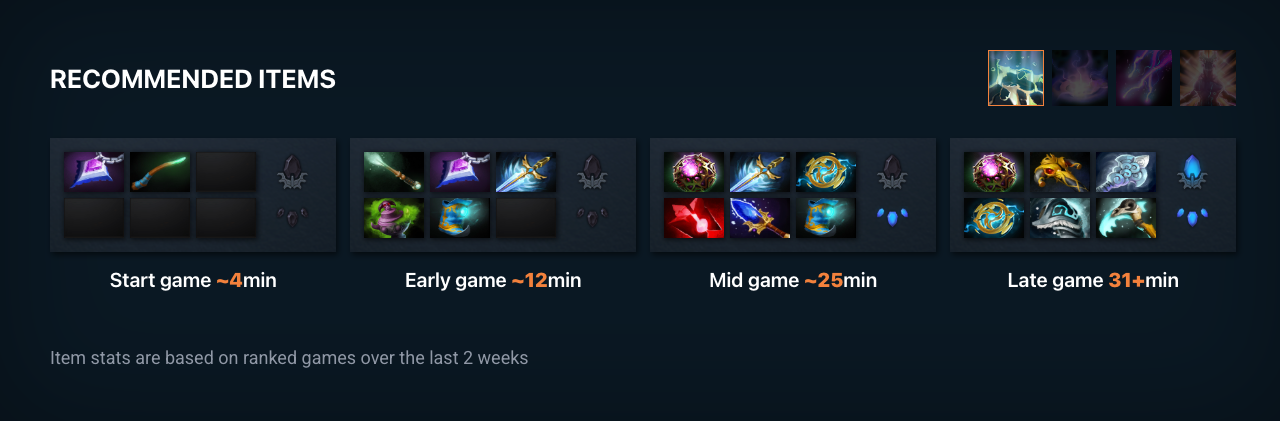 RECOMMENDED ITEMS
Start game ~4min
Early game ~12min
Mid game ~25min
Late game 31+min
Item stats are based on ranked games over the last 2 weeks